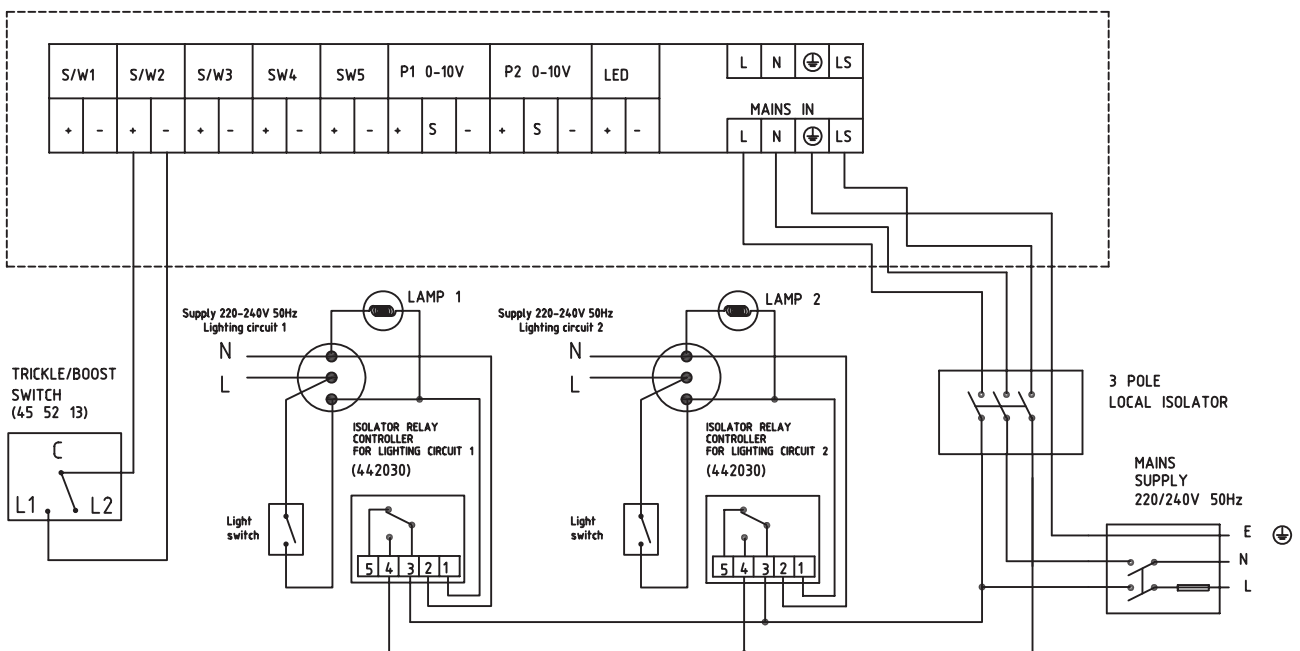 S/W1 S/W2 S/W3 SW4 SW5 P1 0-10V P2 0-10V LED
+ - + - + - + - + - + S - + S - + -
L N LS
MAINS IN
L N LS
LAMP 1
Supply 220-240V 50Hz
Lighting circuit 1
N
L
ISOLATOR RELAY
CONTROLLER
FOR LIGHTING CIRCUIT 1
(442030)
Light
switch
5 4 3 2 1
LAMP 2
Supply 220-240V 50Hz
Lighting circuit 2
N
L
ISOLATOR RELAY
CONTROLLER
FOR LIGHTING CIRCUIT 2
(442030)
Light
switch
5 4 3 2 1
TRICKLE/BOOST
SWITCH
(45 52 13)
C
L1 L2
3 POLE
LOCAL ISOLATOR
MAINS
SUPPLY
220/240V 50Hz
E
N
L